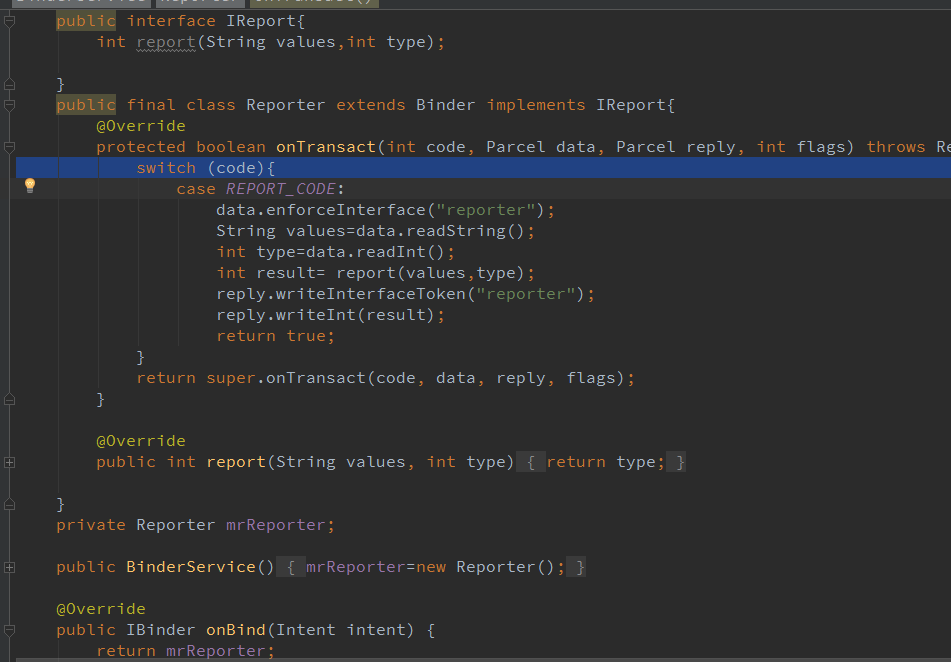 public interface IReport{
int report(String values,int type);
}
public final class Reporter extends Binder implements IReport{
@Override
protected boolean onTransact(int code, Parcel data, Parcel reply, int flags) throws
switch (code){
case REPORT_CODE:
data.enforceInterface("reporter");
String values=data.readString();
int type=data.readInt();
int result= report(values,type);
reply.writeInterfaceToken("reporter");
reply.writeInt(result);
return true;
}
return super.onTransact(code, data, reply, flags);
}
@Override
public int report(String values, int type) { return type; }
}
private Reporter mrReporter;
public BinderService() { mrReporter=new Reporter(); }
@Override
public IBinder onBind(Intent intent) {
return mrReporter;